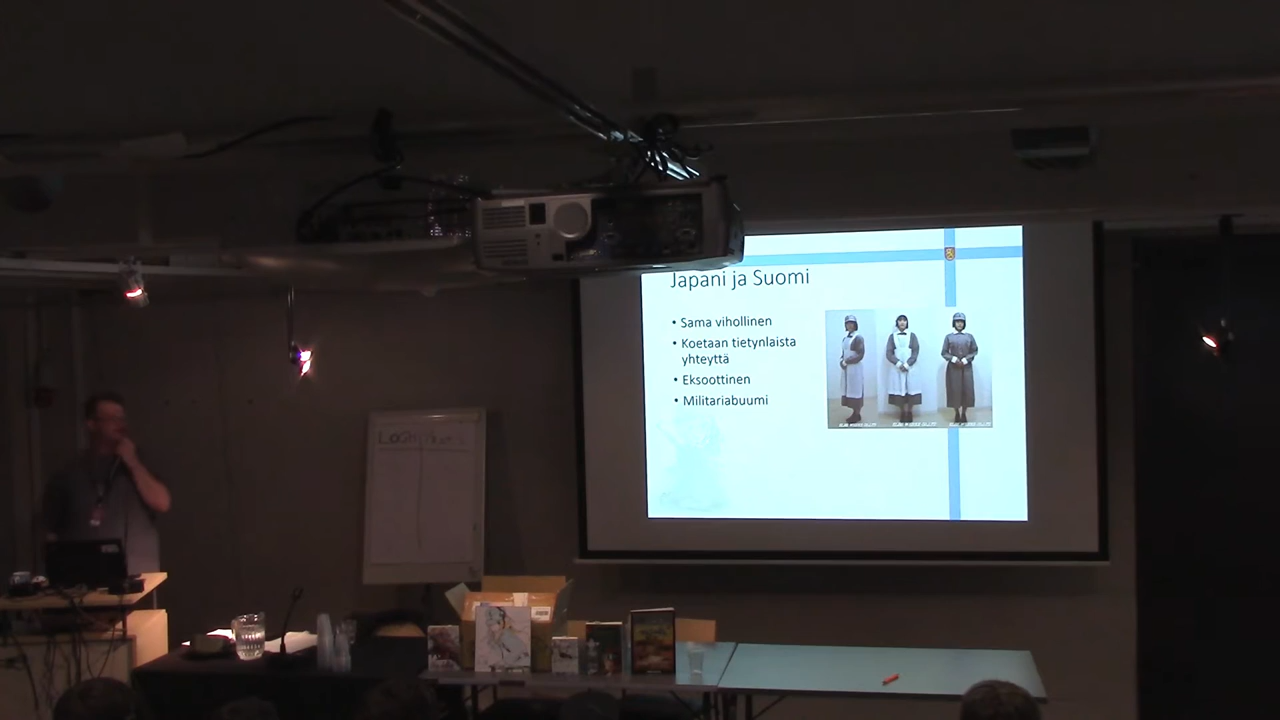 Japani ja Suomi
• Sama vihollinen
• Koetaan tietynlaista
yhteyttä
• Eksoottinen
• Militariabuumi